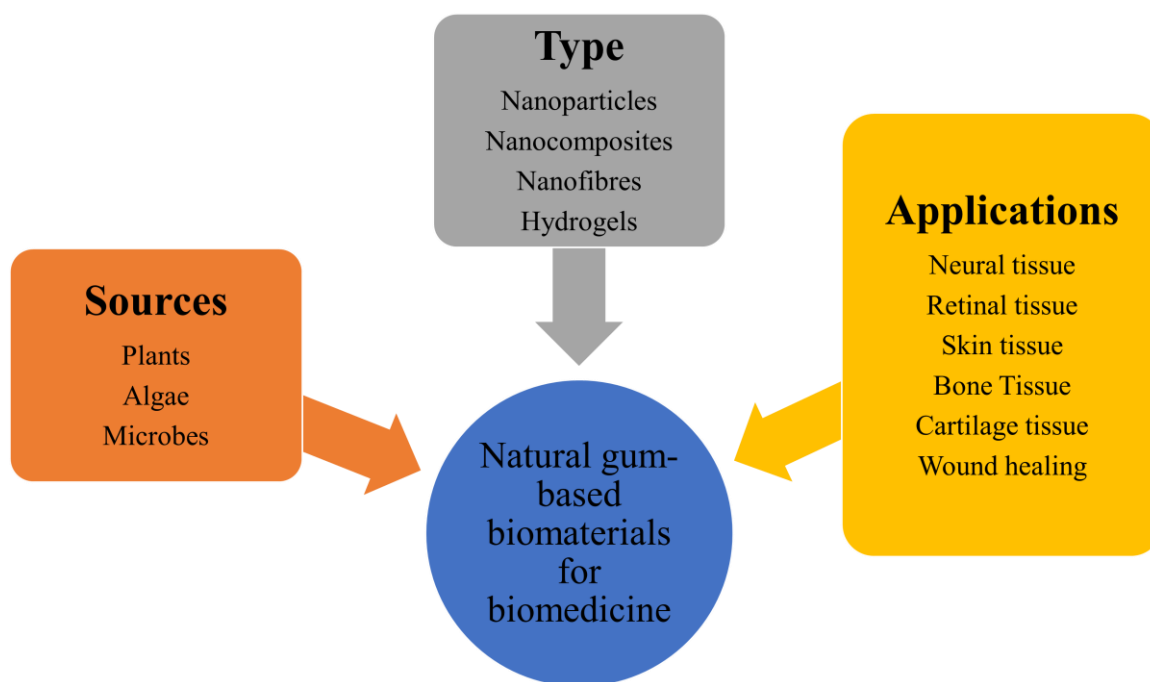 Type
Nanoparticles
Nanocomposites
Nanofibres
Hydrogels
Sources
Plants
Algae
Microbes
Applications
Neural tissue
Retinal tissue
Skin tissue
Bone Tissue
Cartilage tissue
Wound healing
Natural gum-
based
biomaterials
for
biomedicine